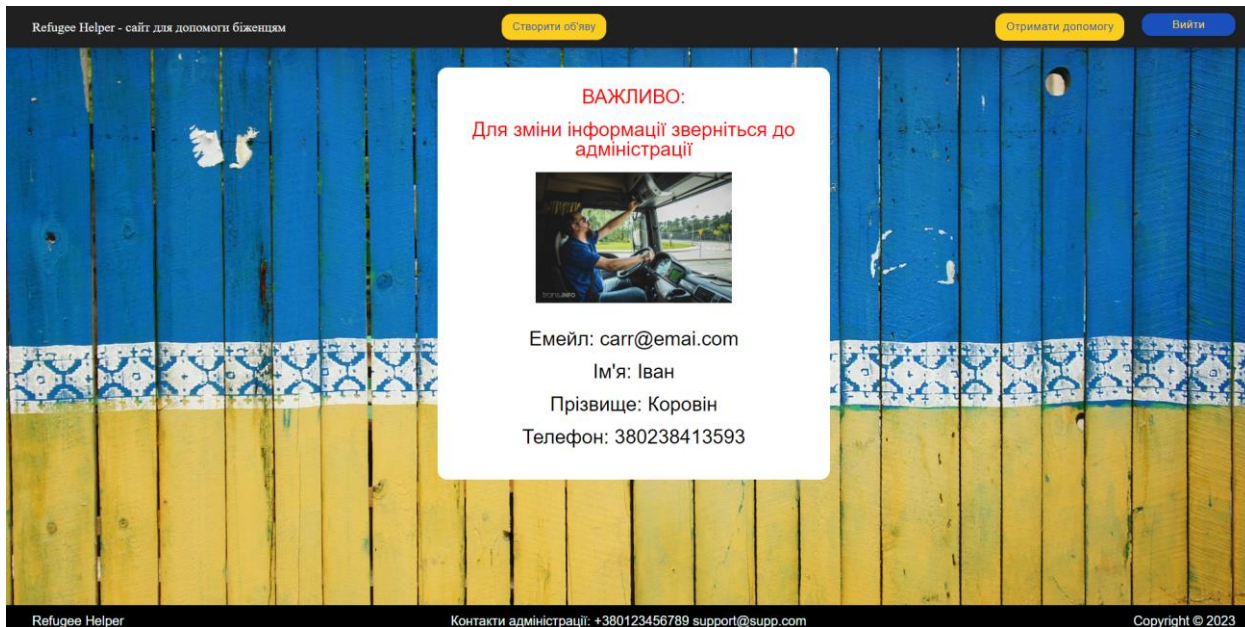 Refugee Helper - сайт для допомоги біженцям
Створити об'яву
Отримати допомогу
Вийти
ВАЖЛИВО:
Для зміни інформації зверніться до
адміністрації
trans.INFO
Емейл: carr@emai.com
Ім'я: Іван
Прізвище: Коровін
Телефон: 380238413593
Refugee Helper
Контакти адміністрації: +380123456789 support@supp.com
Copyright © 2023